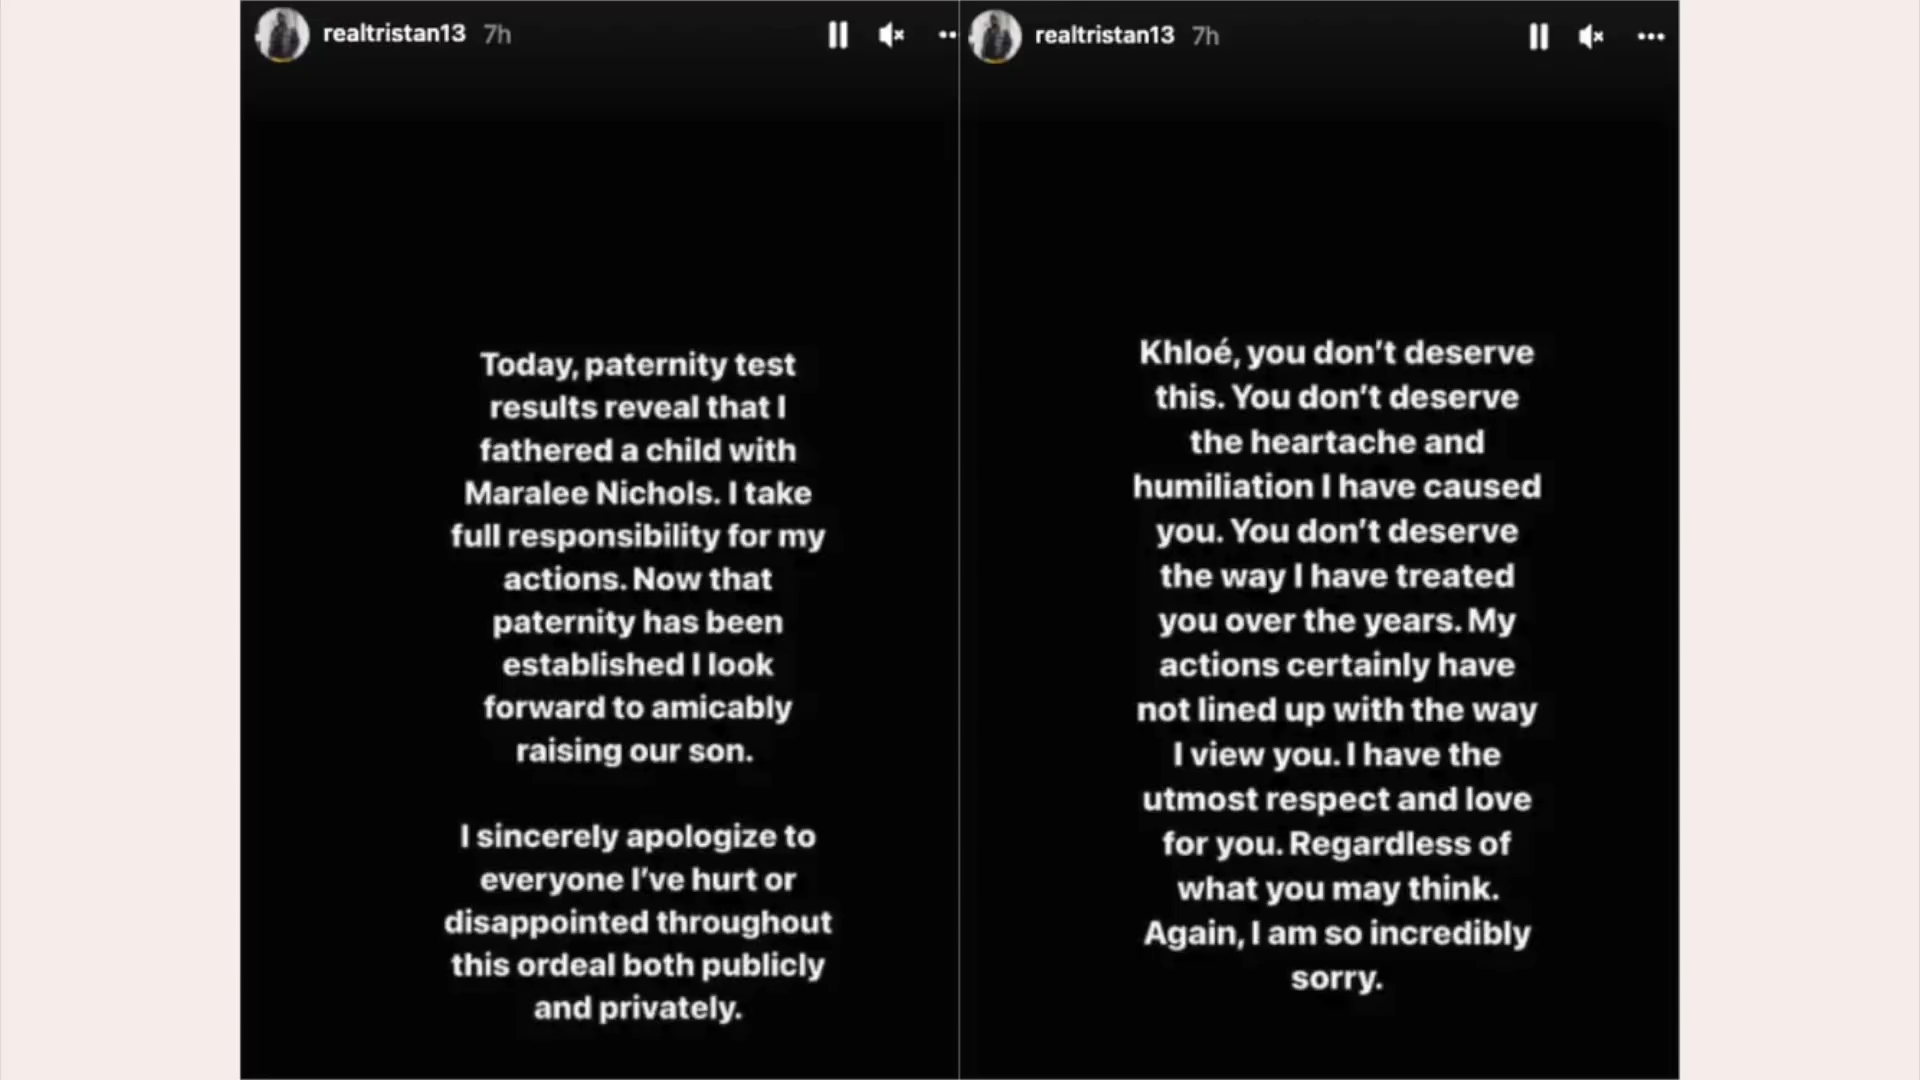 realtristan13 7h
Today, paternity test
results reveal that I
fathered a child with
Maralee Nichols. I take
full responsibility for my
actions. Now that
paternity has been
established I look
forward to amicably
raising our son.
I sincerely apologize to
everyone I've hurt or
disappointed throughout
this ordeal both publicly
and privately.
realtristan13 7h
Khloé, you don't deserve
this. You don't deserve
the heartache and
humiliation I have caused
you. You don't deserve
the way I have treated
you over the years. My
actions certainly have
not lined up with the way
I view you. I have the
utmost respect and love
for you. Regardless of
what you may think.
Again, I am so incredibly
sorry.